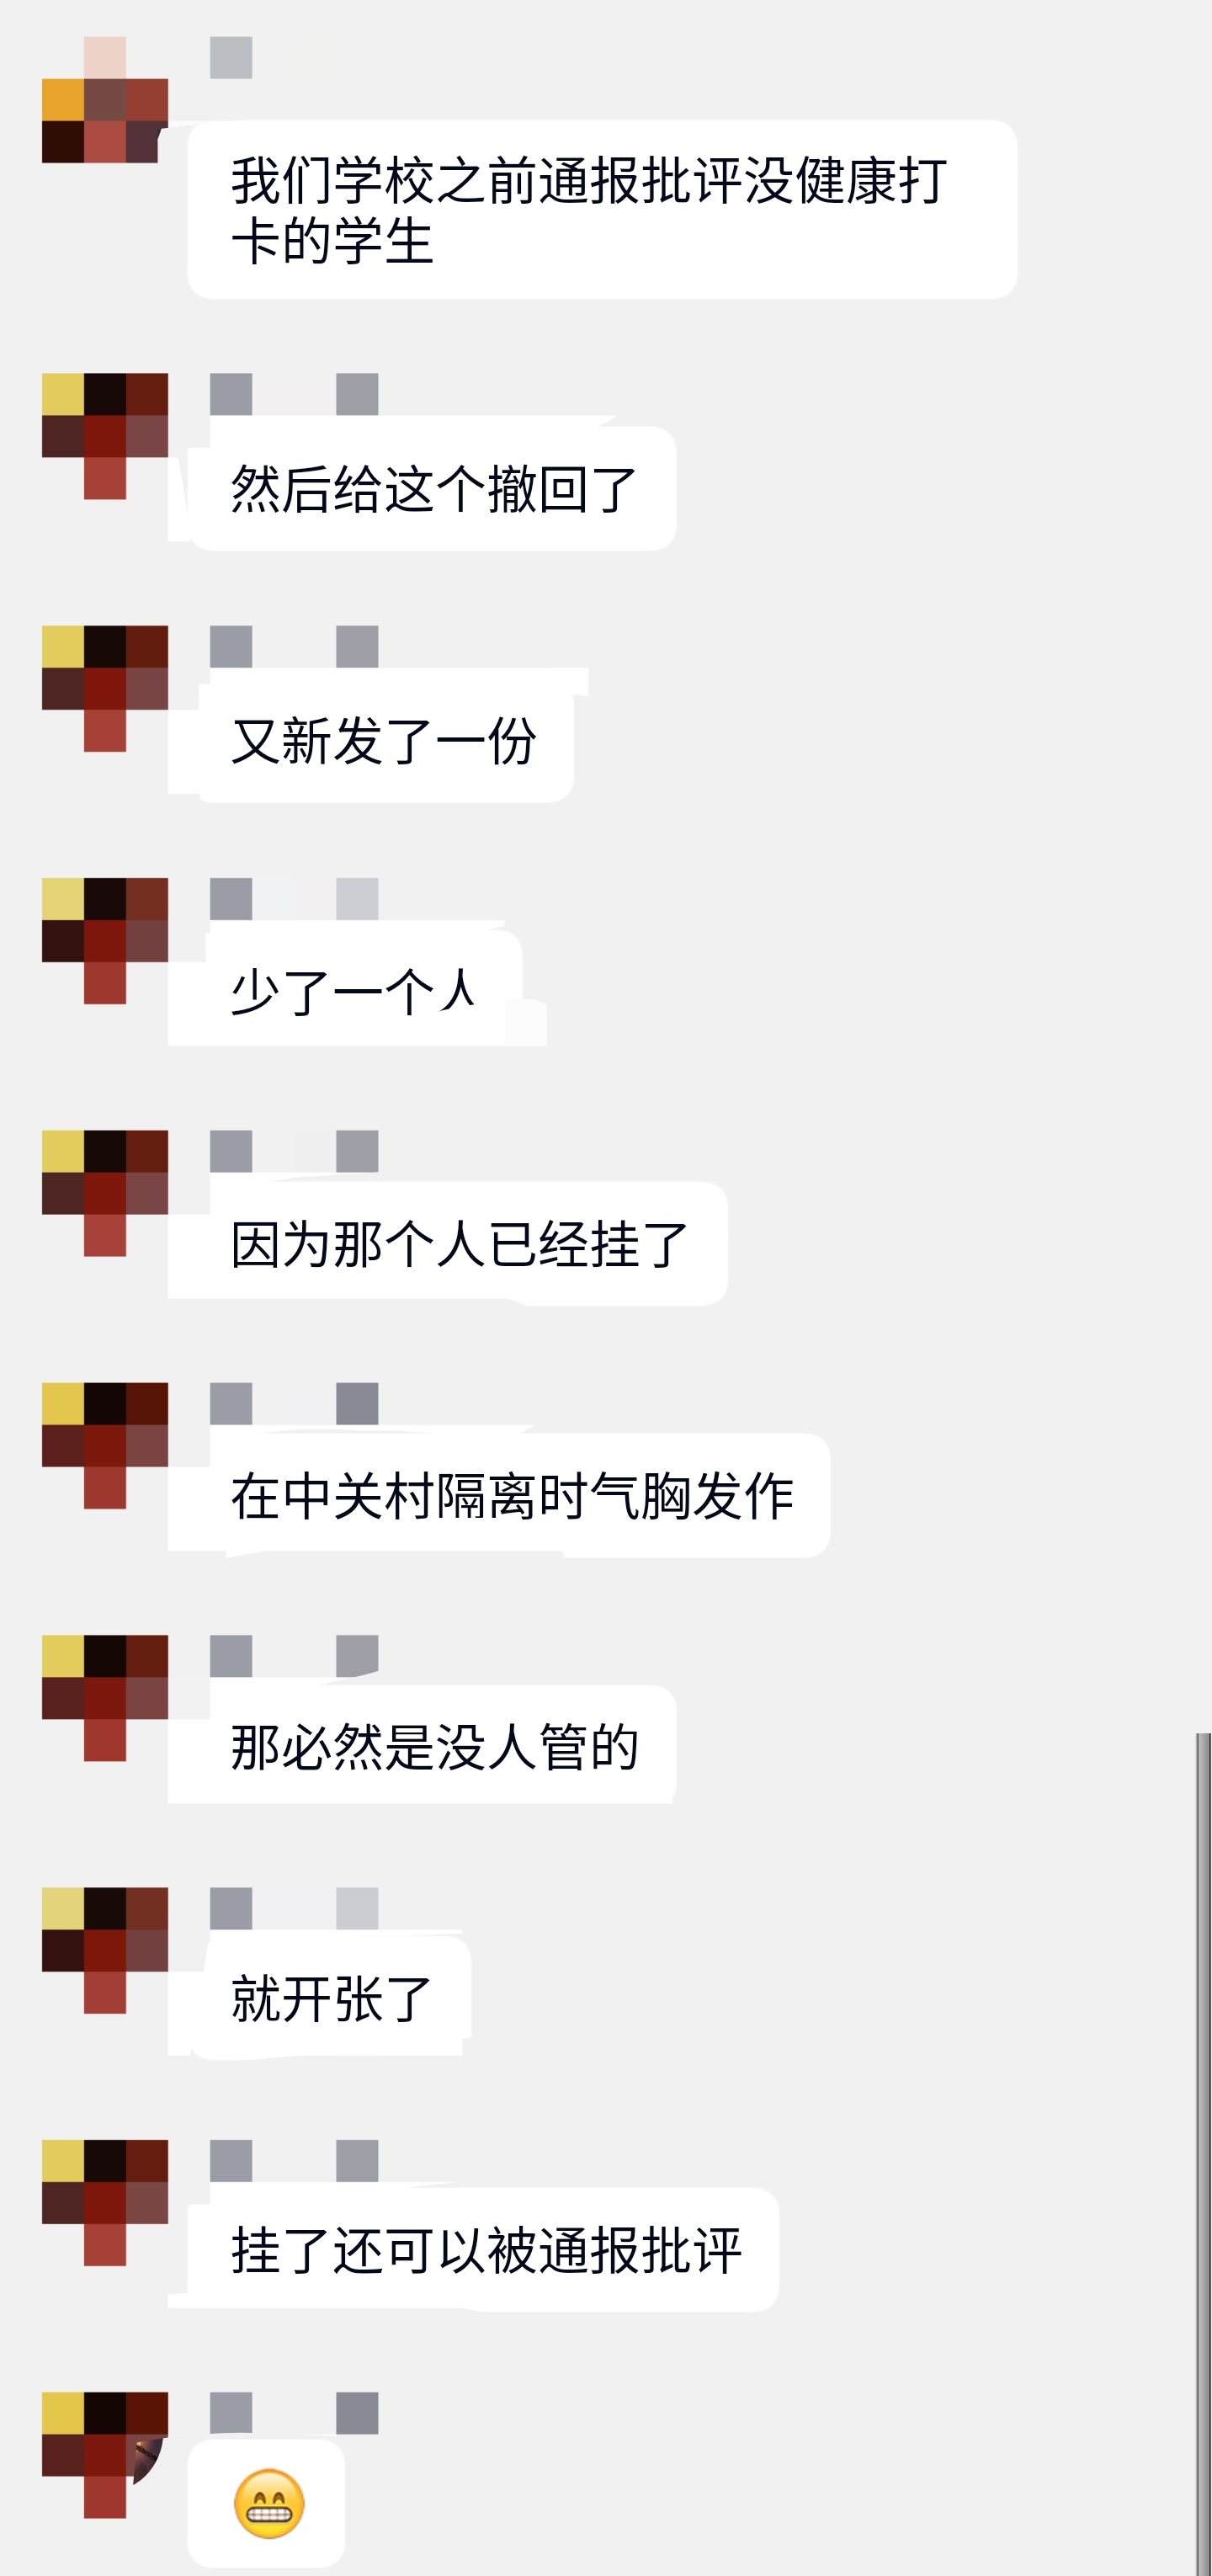 我们学校之前通报批评没健康打
卡的学生
然后给这个撤回了
又新发了一份
少了一个人
因为那个人已经挂了
在中关村隔离时气胸发作
那必然是没人管的
就开张了
挂了还可以被通报批评
😁